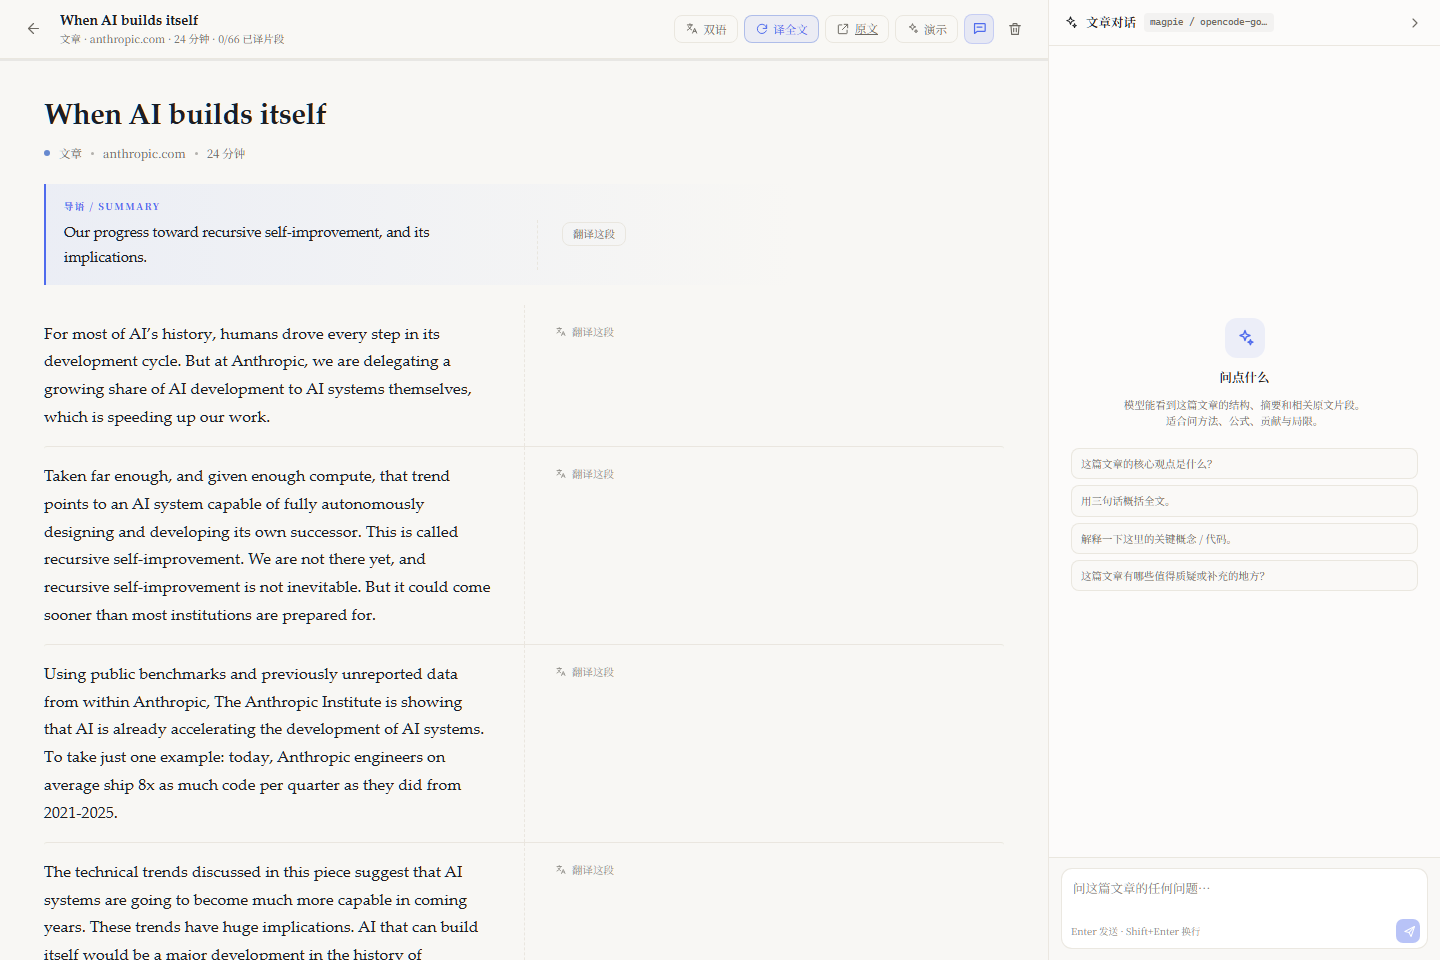 When AI builds itself
文章 · anthropic.com · 24 分钟 · 0/66 已译片段
双语
译全文
原文
演示
When AI builds itself
文章 • anthropic.com • 24 分钟
导语 / SUMMARY
Our progress toward recursive self-improvement, and its
implications.
翻译这段
For most of AI’s history, humans drove every step in its
development cycle. But at Anthropic, we are delegating a
growing share of AI development to AI systems themselves,
which is speeding up our work.
翻译这段
Taken far enough, and given enough compute, that trend
points to an AI system capable of fully autonomously
designing and developing its own successor. This is called
recursive self-improvement. We are not there yet, and
recursive self-improvement is not inevitable. But it could come
sooner than most institutions are prepared for.
翻译这段
Using public benchmarks and previously unreported data
from within Anthropic, The Anthropic Institute is showing
that AI is already accelerating the development of AI systems.
To take just one example: today, Anthropic engineers on
average ship 8x as much code per quarter as they did from
2021-2025.
翻译这段
The technical trends discussed in this piece suggest that AI
systems are going to become much more capable in coming
years. These trends have huge implications. AI that can build
itself would be a major development in the history of
翻译这段
文章对话
magpie / opencode-go…
问点什么
模型能看到这篇文章的结构、摘要和相关原文片段。
适合问方法、公式、贡献与局限。
这篇文章的核心观点是什么？
用三句话概括全文。
解释一下这里的关键概念 / 代码。
这篇文章有哪些值得质疑或补充的地方？
问这篇文章的任何问题…
Enter 发送 · Shift+Enter 换行